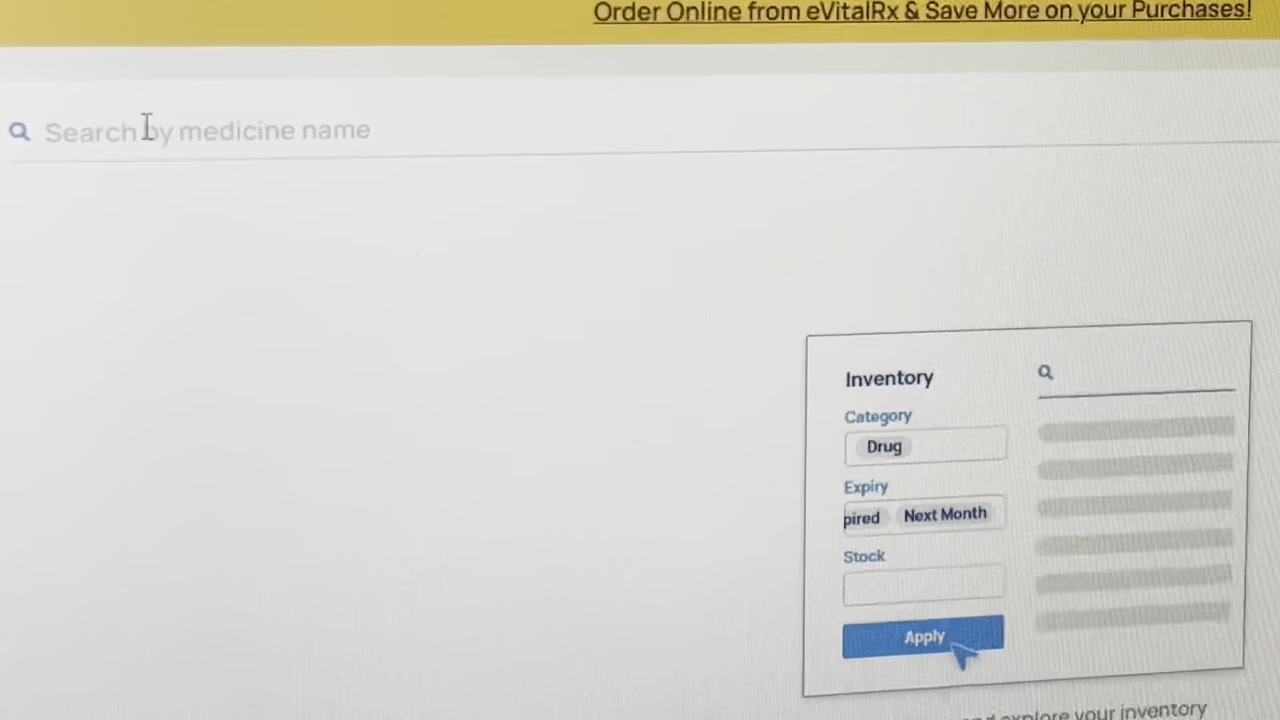 Order Online from eVitalRx & Save More on your Purchases!
Search by medicine name
Inventory
Category
Drug
Expiry
pired Next Month
Stock
Apply
explore your inventory